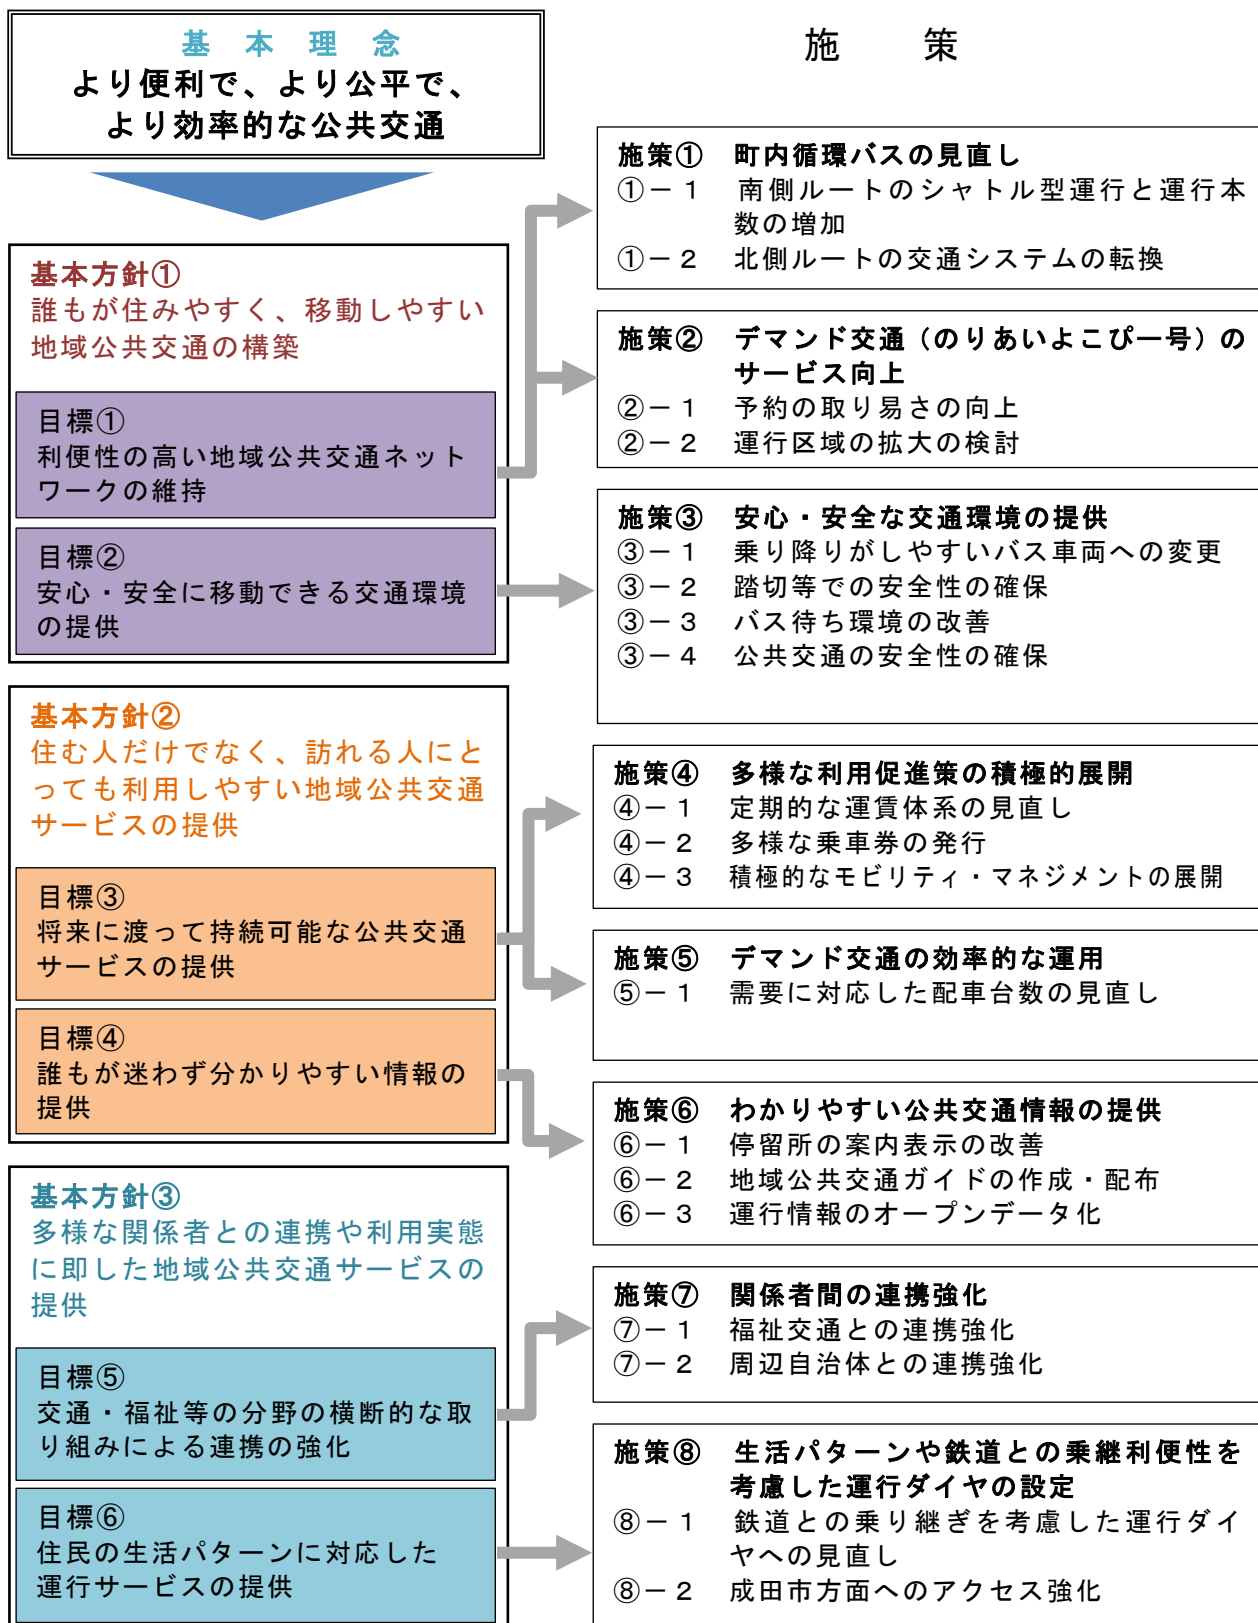 基本理念
より便利で、より公平で、
より効率的な公共交通
基本方針①
誰もが住みやすく、移動しやすい
地域公共交通の構築
目標①
利便性の高い地域公共交通ネット
ワークの維持
目標②
安心・安全に移動できる交通環境
の提供
基本方針②
住む人だけでなく、訪れる人にと
っても利用しやすい地域公共交通
サービスの提供
目標③
将来に渡って持続可能な公共交通
サービスの提供
目標④
誰もが迷わず分かりやすい情報の
提供
基本方針③
多様な関係者との連携や利用実態
に即した地域公共交通サービスの
提供
目標⑤
交通・福祉等の分野の横断的な取
り組みによる連携の強化
目標⑥
住民の生活パターンに対応した
運行サービスの提供
施策
施策① 町内循環バスの見直し
①－１ 南側ルートのシャトル型運行と運行本
数の増加
①－２ 北側ルートの交通システムの転換
施策② デマンド交通（のりあいよこぴー号）の
サービス向上
②－１ 予約の取り易さの向上
②－２ 運行区域の拡大の検討
施策③ 安心・安全な交通環境の提供
③－１ 乗り降りがしやすいバス車両への変更
③－２ 踏切等での安全性の確保
③－３ バス待ち環境の改善
③－４ 公共交通の安全性の確保
施策④ 多様な利用促進策の積極的展開
④－１ 定期的な運賃体系の見直し
④－２ 多様な乗車券の発行
④－３ 積極的なモビリティ・マネジメントの展開
施策⑤ デマンド交通の効率的な運用
⑤－１ 需要に対応した配車台数の見直し
施策⑥ わかりやすい公共交通情報の提供
⑥－１ 停留所の案内表示の改善
⑥－２ 地域公共交通ガイドの作成・配布
⑥－３ 運行情報のオープンデータ化
施策⑦ 関係者間の連携強化
⑦－１ 福祉交通との連携強化
⑦－２ 周辺自治体との連携強化
施策⑧ 生活パターンや鉄道との乗継利便性を
考慮した運行ダイヤの設定
⑧－１ 鉄道との乗り継ぎを考慮した運行ダイ
ヤへの見直し
⑧－２ 成田市方面へのアクセス強化